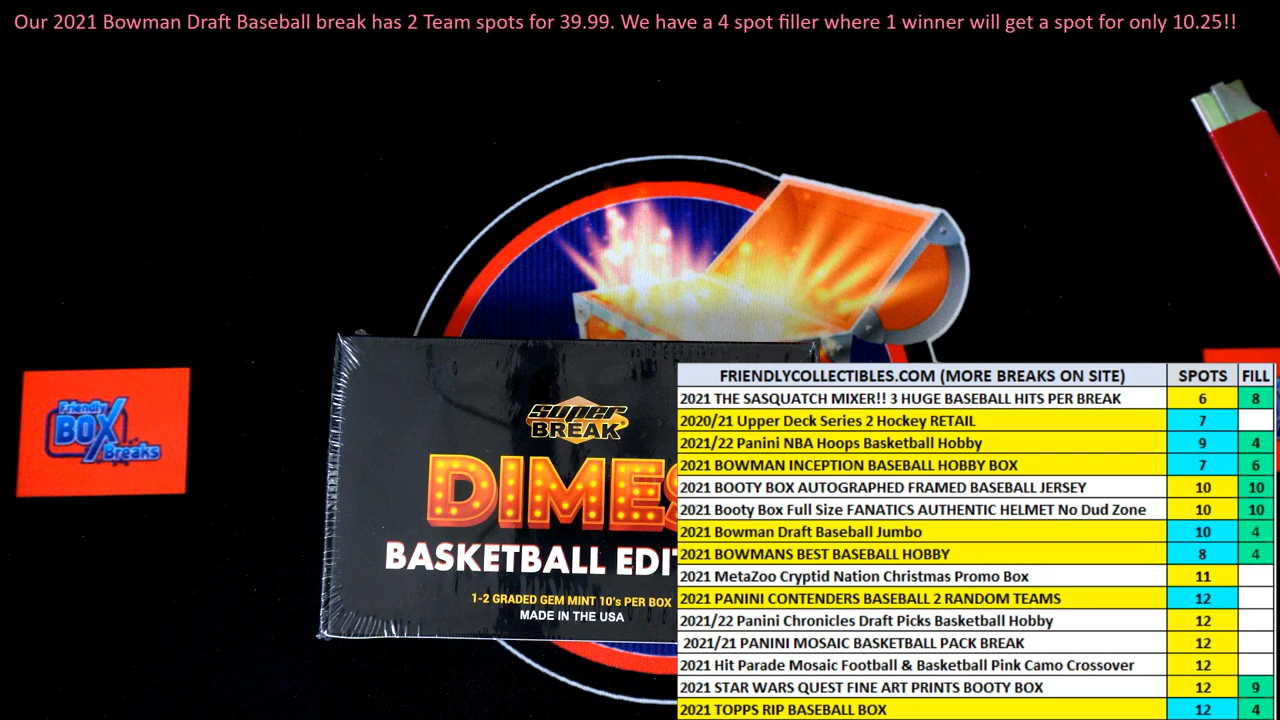 Our 2021 Bowman Draft Baseball break has 2 Team spots for 39.99. We have a 4 spot filler where 1 winner will get a spot for only 10.25!!
Friendly
BOX
Breaks
SUPER
BREAK
DIMES
BASKETBALL EDIT
1-2 GRADED GEM MINT 10's PER BOX
MADE IN THE USA
FRIENDLYCOLLECTIBLES.COM (MORE BREAKS ON SITE) SPOTS FILL
2021 THE SASQUATCH MIXER!! 3 HUGE BASEBALL HITS PER BREAK 6 8
2020/21 Upper Deck Series 2 Hockey RETAIL 7
2021/22 Panini NBA Hoops Basketball Hobby 9 4
2021 BOWMAN INCEPTION BASEBALL HOBBY BOX 7 6
2021 BOOTY BOX AUTOGRAPHED FRAMED BASEBALL JERSEY 10 10
2021 Booty Box Full Size FANATICS AUTHENTIC HELMET No Dud Zone 10 10
2021 Bowman Draft Baseball Jumbo 10 4
2021 BOWMANS BEST BASEBALL HOBBY 8 4
2021 MetaZoo Cryptid Nation Christmas Promo Box 11
2021 PANINI CONTENDERS BASEBALL 2 RANDOM TEAMS 12
2021/22 Panini Chronicles Draft Picks Basketball Hobby 12
2021/21 PANINI MOSAIC BASKETBALL PACK BREAK 12
2021 Hit Parade Mosaic Football & Basketball Pink Camo Crossover 12
2021 STAR WARS QUEST FINE ART PRINTS BOOTY BOX 12 9
2021 TOPPS RIP BASEBALL BOX 12 4